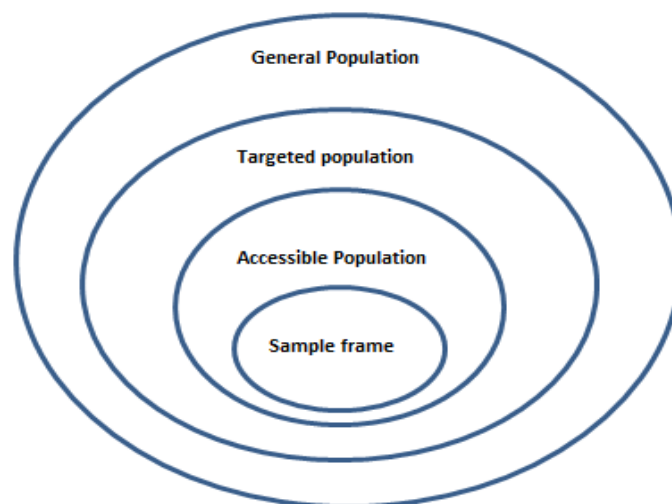 General Population
Targeted population
Accessible Population
Sample frame